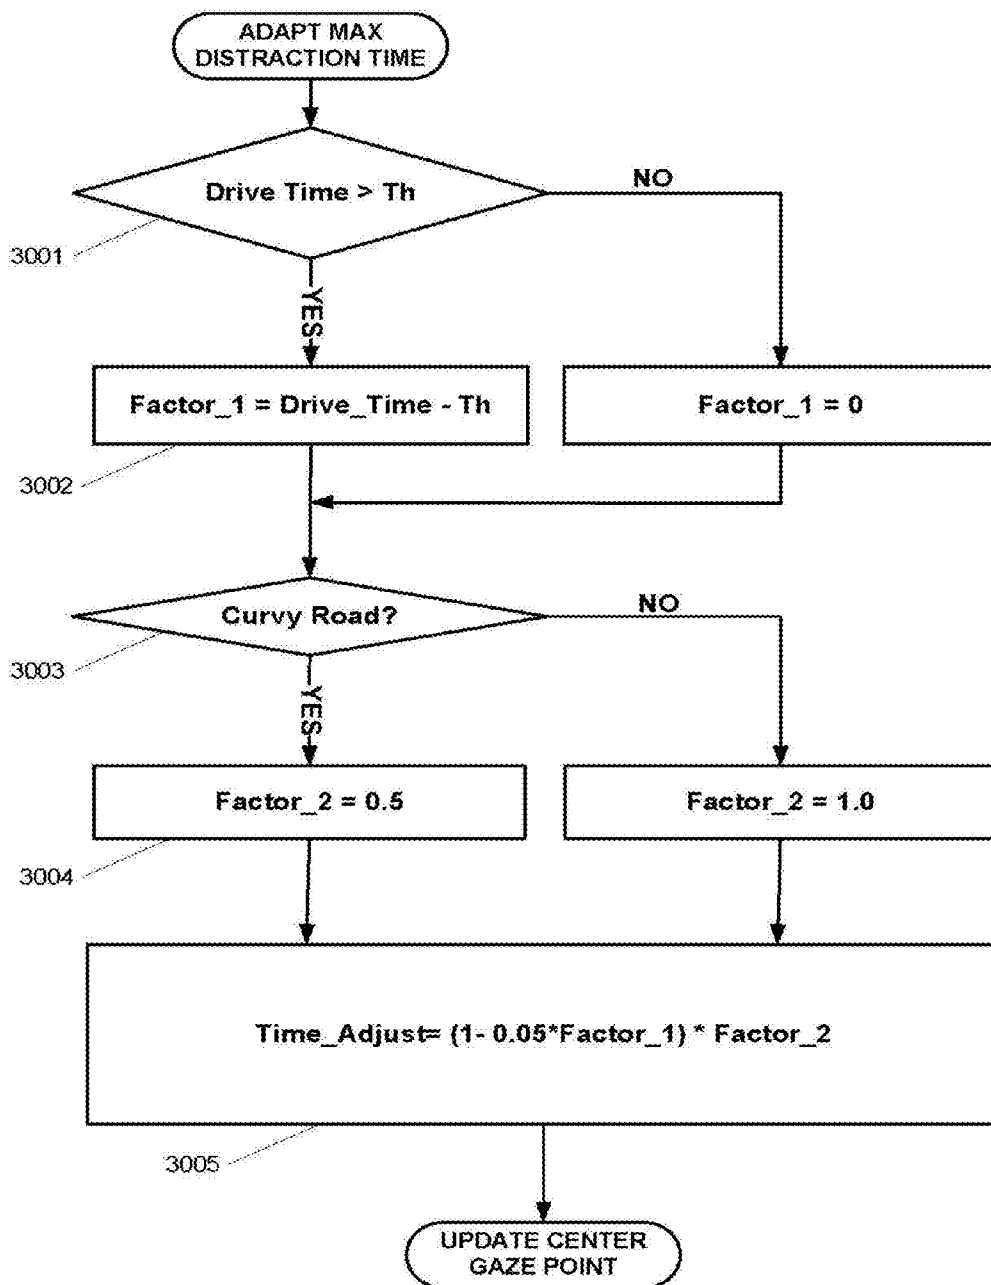 ADAPT MAX
DISTRACTION TIME
Drive Time > Th
NO
3001
YES
Factor_1 = Drive_Time - Th
Factor_1 = 0
3002
Curvy Road?
NO
3003
YES
Factor_2 = 0.5
Factor_2 = 1.0
3004
Time_Adjust= (1- 0.05*Factor_1) * Factor_2
3005
UPDATE CENTER
GAZE POINT